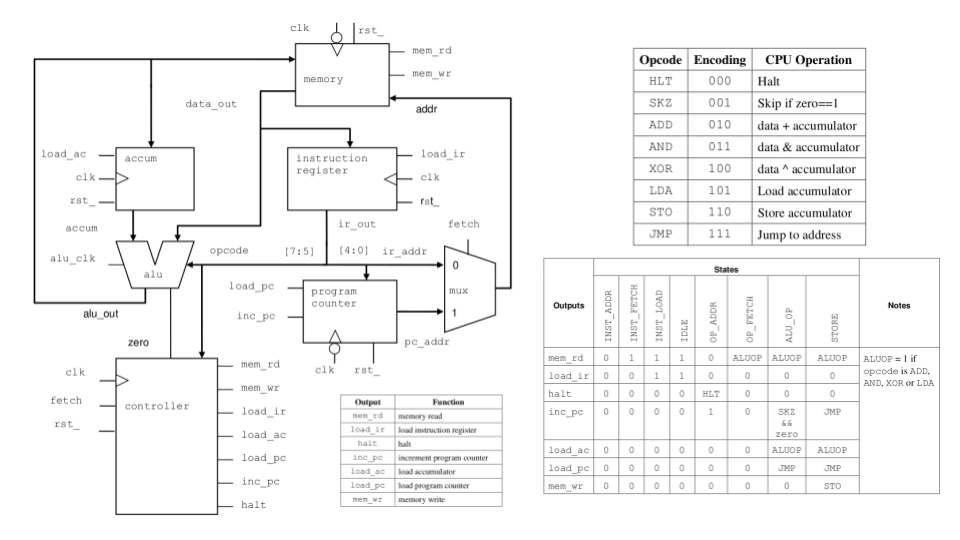 clk
rst_
mem_rd
mem_wr
memory
addr
data_out
load_ac
clk
rst_
accum
accum
instruction
register
load_ir
clk
rst_
ir_out
fetch
alu_clk
alu
opcode
[7:5]
[4:0]
ir_addr
0
mux
1
load_pc
inc_pc
program
counter
pc_addr
clk
rst_
alu_out
zero
clk
fetch
rst_
controller
mem_rd
mem_wr
load_ir
load_ac
load_pc
inc_pc
halt
Output Function
mem_rd memory read
load_ir load instruction register
halt halt
inc_pc increment program counter
load_ac load accumulator
load_pc load program counter
mem_wr memory write
Opcode Encoding CPU Operation
HLT 000 Halt
SKZ 001 Skip if zero==1
ADD 010 data + accumulator
AND 011 data & accumulator
XOR 100 data ^ accumulator
LDA 101 Load accumulator
STO 110 Store accumulator
JMP 111 Jump to address
States
Outputs INST_ADDR INST_FETCH INST_LOAD IDLE OP_ADDR OP_FETCH ALU_OP STORE Notes
mem_rd 0 1 1 1 0 ALUOP ALUOP ALUOP
ALUOP = 1 if
opcode is ADD,
AND, XOR or LDA
load_ir 0 0 1 1 0 0 0 0
halt 0 0 0 0 HLT 0 0 0
inc_pc 0 0 0 0 1 0 SKZ JMP
&&
zero
load_ac 0 0 0 0 0 0 ALUOP ALUOP
load_pc 0 0 0 0 0 0 JMP JMP
mem_wr 0 0 0 0 0 0 0 STO